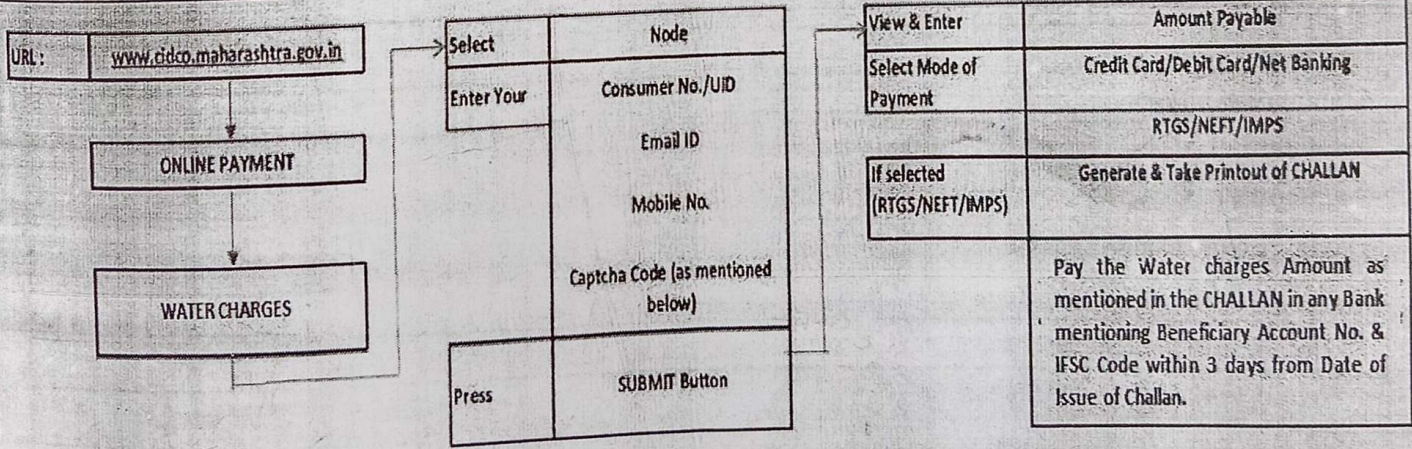 URL: www.cidco.maharashtra.gov.in
ONLINE PAYMENT
WATER CHARGES
Select Node
Enter Your Consumer No./UID
Email ID
Mobile No.
Captcha Code (as mentioned
below)
Press SUBMIT Button
View & Enter Amount Payable
Select Mode of Credit Card/Debit Card/Net Banking
Payment
RTGS/NEFT/IMPS
If selected Generate & Take Printout of CHALLAN
(RTGS/NEFT/IMPS)
Pay the Water charges Amount as
mentioned in the CHALLAN in any Bank
mentioning Beneficiary Account No. &
IFSC Code within 3 days from Date of
Issue of Challan.